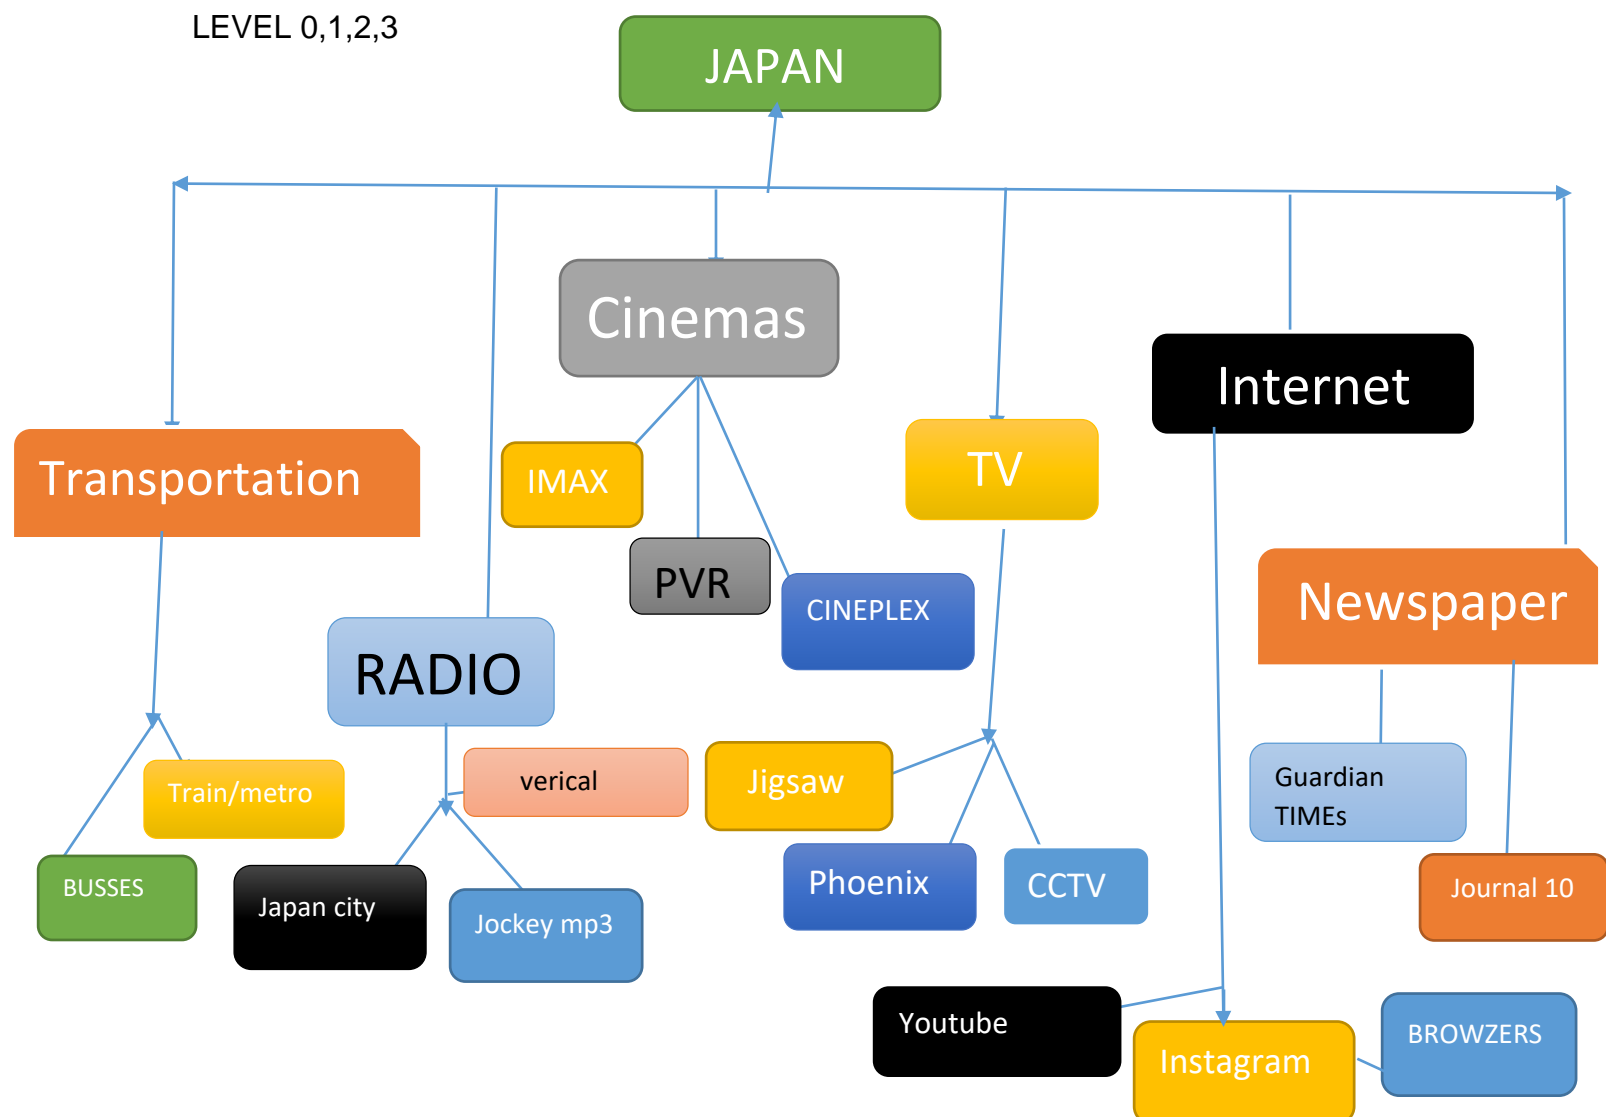 LEVEL 0,1,2,3
JAPAN
Cinemas
Internet
Transportation
IMAX
TV
PVR
CINEPLEX
Newspaper
RADIO
verical
Jigsaw
Guardian
TIMEs
Train/metro
BUSSES
Japan city
Jockey mp3
Phoenix
CCTV
Journal 10
Youtube
Instagram
BROWZERS